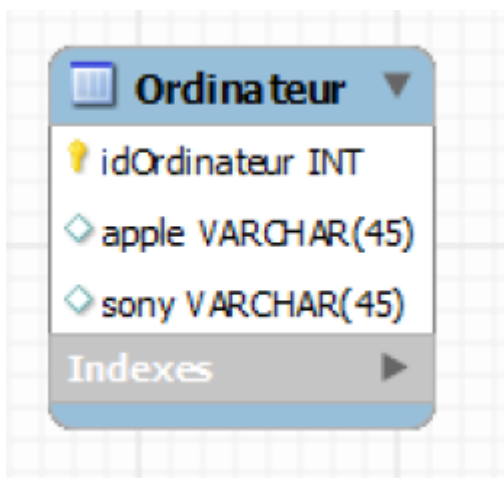 Ordinateur
idOrdinateur INT
apple VARCHAR(45)
sony VARCHAR(45)
Indexes